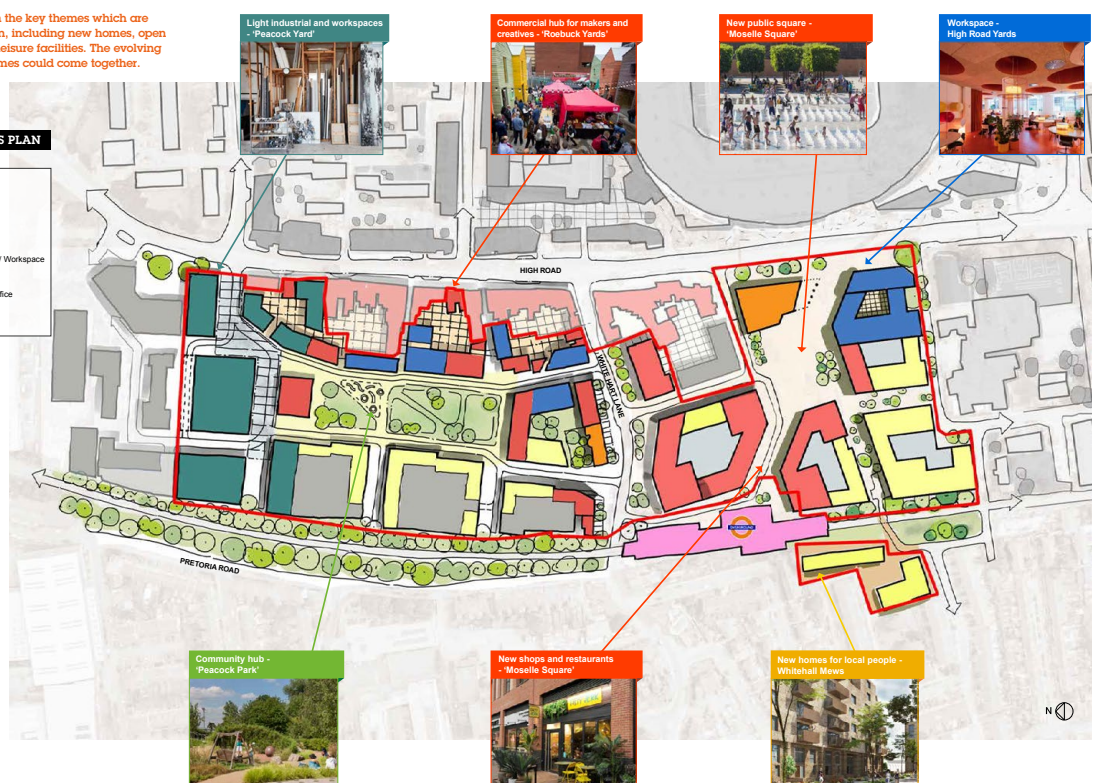 the key themes which are
including new homes, open
leisure facilities. The evolving
could come together.
PLAN
Workspace
Light industrial and workspaces
- ‘Peacock Yard’
Commercial hub for makers and
creatives - ‘Roebuck Yards’
New public square -
‘Moselle Square’
Workspace -
High Road Yards
HIGH ROAD
WHITE HART LANE
PRETORIA ROAD
Community hub -
‘Peacock Park’
New shops and restaurants
- ‘Moselle Square’
New homes for local people -
Whitehall Mews
N